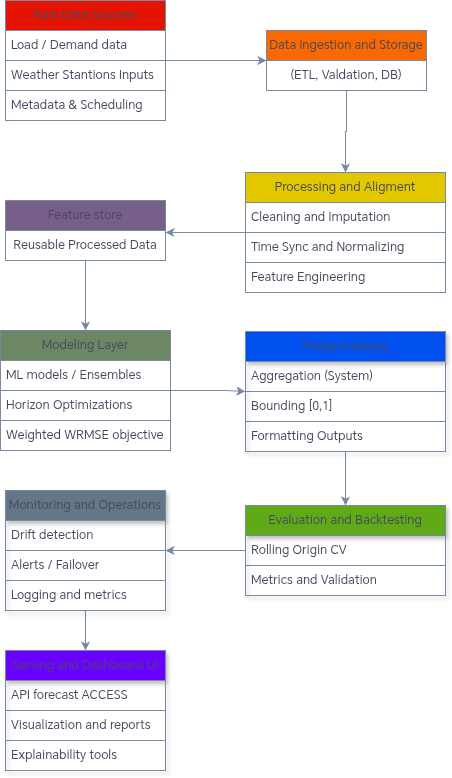 Raw Data Sources
Load / Demand data
Weather Stantions Inputs
Metadata & Scheduling
Data Ingestion and Storage
(ETL, Valdation, DB)
Processing and Aligment
Cleaning and Imputation
Time Sync and Normalizing
Feature Engineering
Feature store
Reusable Processed Data
Modeling Layer
ML models / Ensembles
Horizon Optimizations
Weighted WRMSE objective
Postprocessing
Aggregation (System)
Bounding [0,1]
Formatting Outputs
Evaluation and Backtesting
Rolling Origin CV
Metrics and Validation
Monitoring and Operations
Drift detection
Alerts / Failover
Logging and metrics
Serving and Dashboard UI
API forecast ACCESS
Visualization and reports
Explainability tools